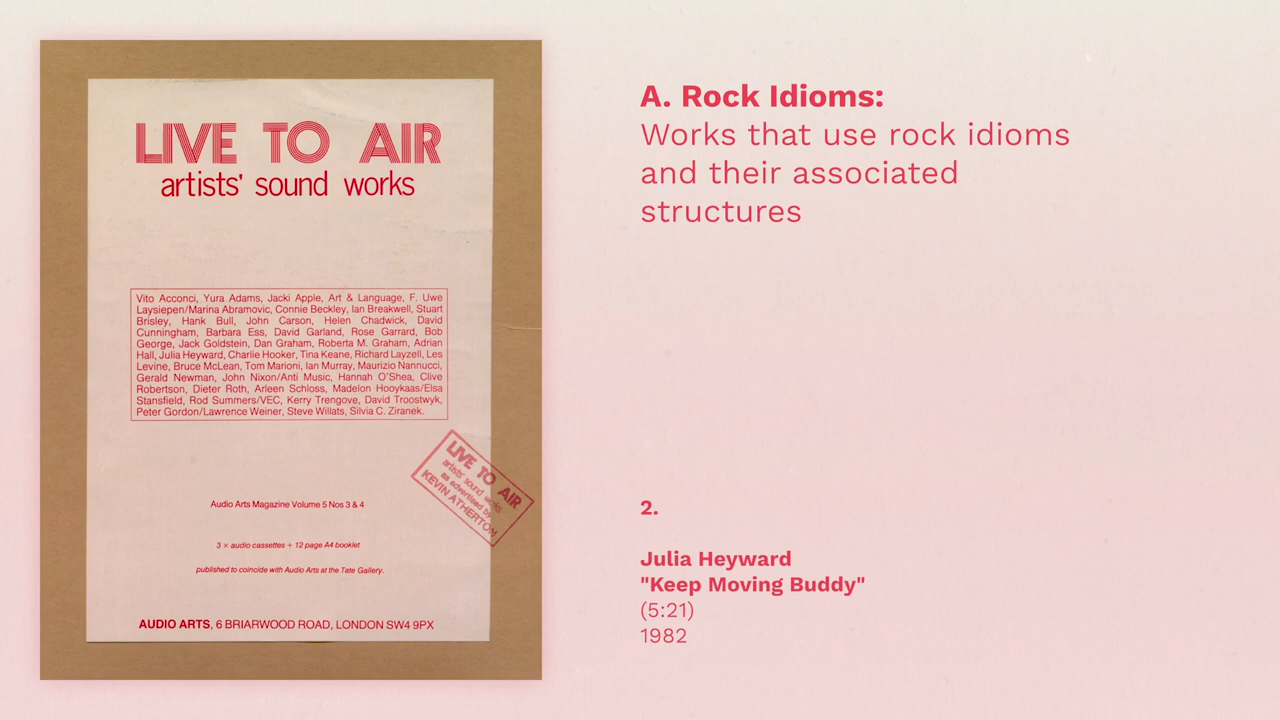 LIVE TO AIR
artists' sound works
Vito Acconci, Yura Adams, Jacki Apple, Art & Language, F. Uwe
Laysiepen/Marina Abramovic, Connie Beckley, Ian Breakwell, Stuart
Brisley, Hank Bull, John Carson, Helen Chadwick, David
Cunningham, Barbara Ess, David Garland, Rose Garrard, Bob
George, Jack Goldstein, Dan Graham, Roberta M. Graham, Adrian
Hall, Julia Heyward, Charlie Hooker, Tina Keane, Richard Layzell, Les
Levine, Bruce McLean, Tom Marioni, Ian Murray, Maurizio Nannucci,
Gerald Newman, John Nixon/Anti Music, Hannah O'Shea, Clive
Robertson, Dieter Roth, Arleen Schloss, Madelon Hooykaas/Elsa
Stansfield, Rod Summers/VEC, Kerry Trengove, David Troostwyk,
Peter Gordon/Lawrence Weiner, Steve Willats, Silvia C. Ziranek.
LIVE TO AIR
artists' sound works
as advertised by
KEVIN ATHERTON
Audio Arts Magazine Volume 5 Nos 3 & 4
3 × audio cassettes + 12 page A4 booklet
published to coincide with Audio Arts at the Tate Gallery.
AUDIO ARTS, 6 BRIARWOOD ROAD, LONDON SW4 9PX
A. Rock Idioms:
Works that use rock idioms
and their associated
structures
2.
Julia Heyward
"Keep Moving Buddy"
(5:21)
1982